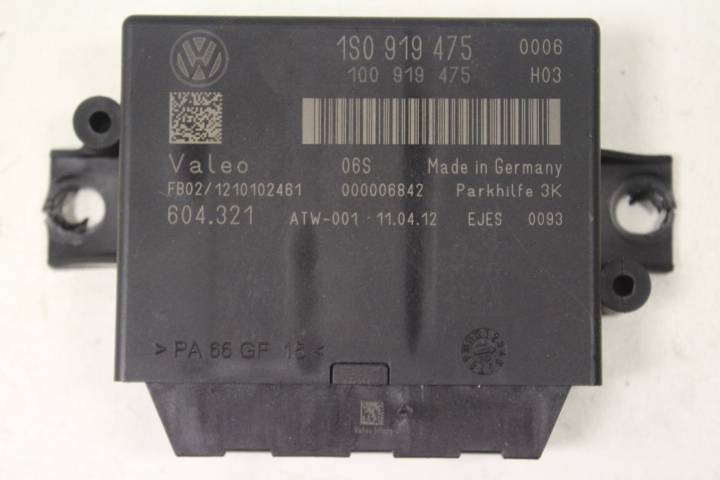 1S0 919 475 0006
1Q0 919 475 H03
Valeo 06S Made in Germany
FB02/1210102461 000006842 Parkhilfe 3K
604.321 ATW-001 11.04.12 EJES 0093
> PA 66 GF 15 <